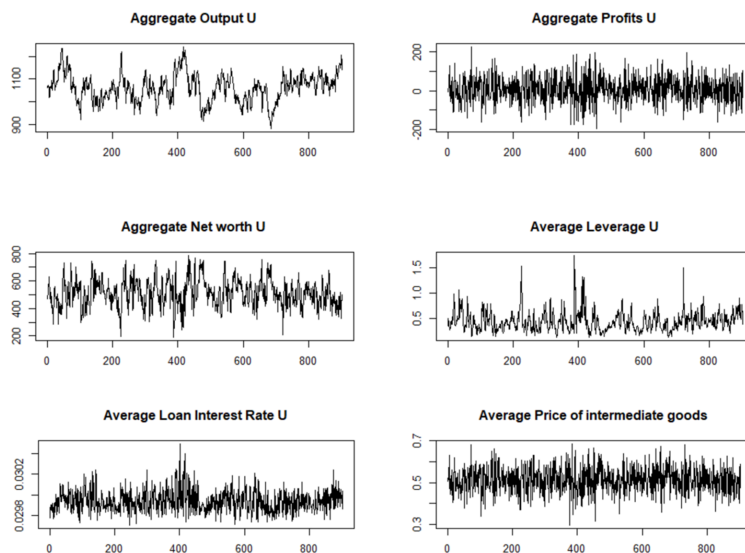 Aggregate Output U
900
1100
0 200 400 600 800
Aggregate Profits U
-200
0
200
0 200 400 600 800
Aggregate Net worth U
200
400
600
800
0 200 400 600 800
Average Leverage U
0.5
1.0
1.5
0 200 400 600 800
Average Loan Interest Rate U
0.0298
0.0302
0 200 400 600 800
Average Price of intermediate goods
0.3
0.5
0.7
0 200 400 600 800